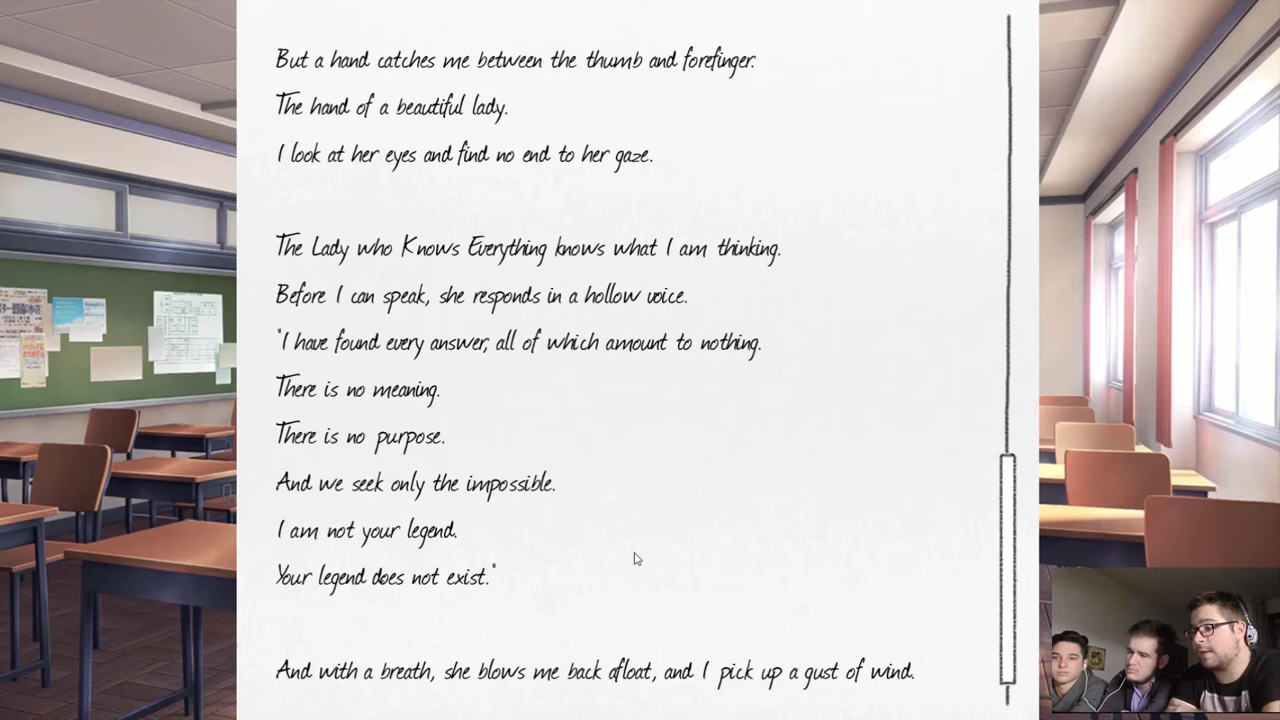 But a hand catches me between the thumb and forefinger.
The hand of a beautiful lady.
I look at her eyes and find no end to her gaze.
The Lady who Knows Everything knows what I am thinking.
Before I can speak, she responds in a hollow voice.
"I have found every answer, all of which amount to nothing.
There is no meaning.
There is no purpose.
And we seek only the impossible.
I am not your legend.
Your legend does not exist."
And with a breath, she blows me back afloat, and I pick up a gust of wind.